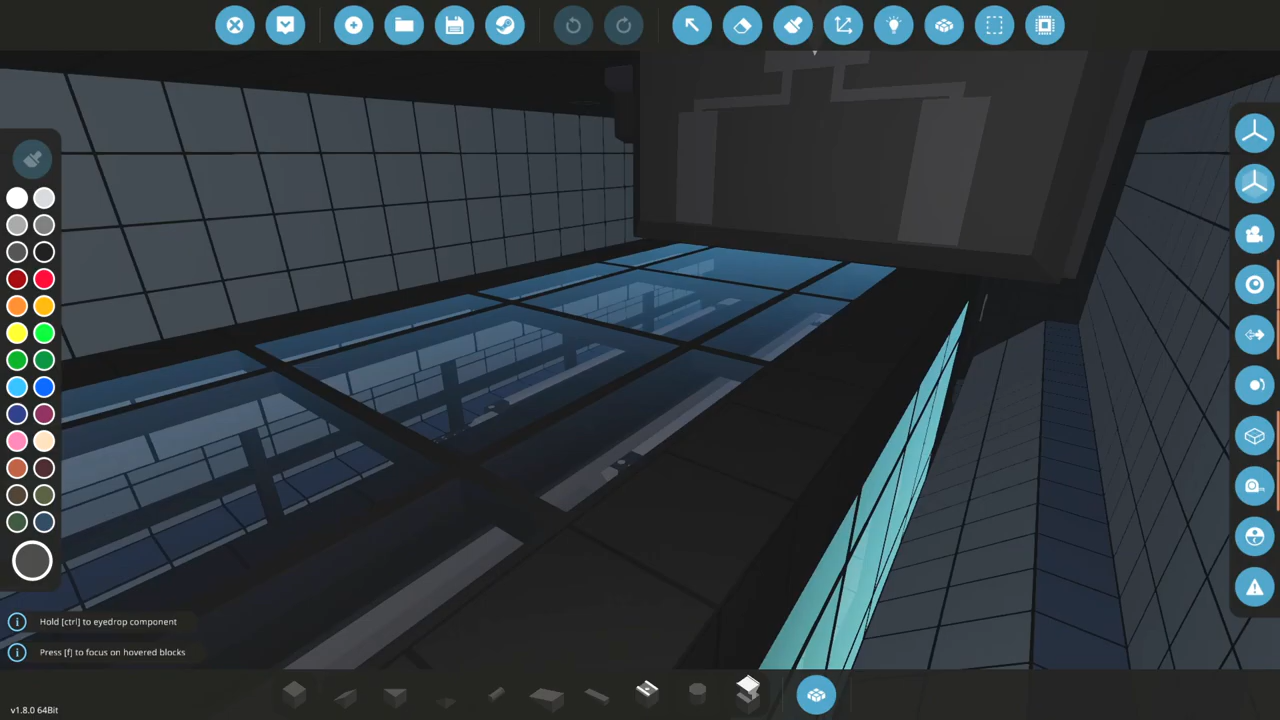 Hold [ctrl] to eyedrop component
Press [f] to focus on hovered blocks
v1.8.0 64Bit